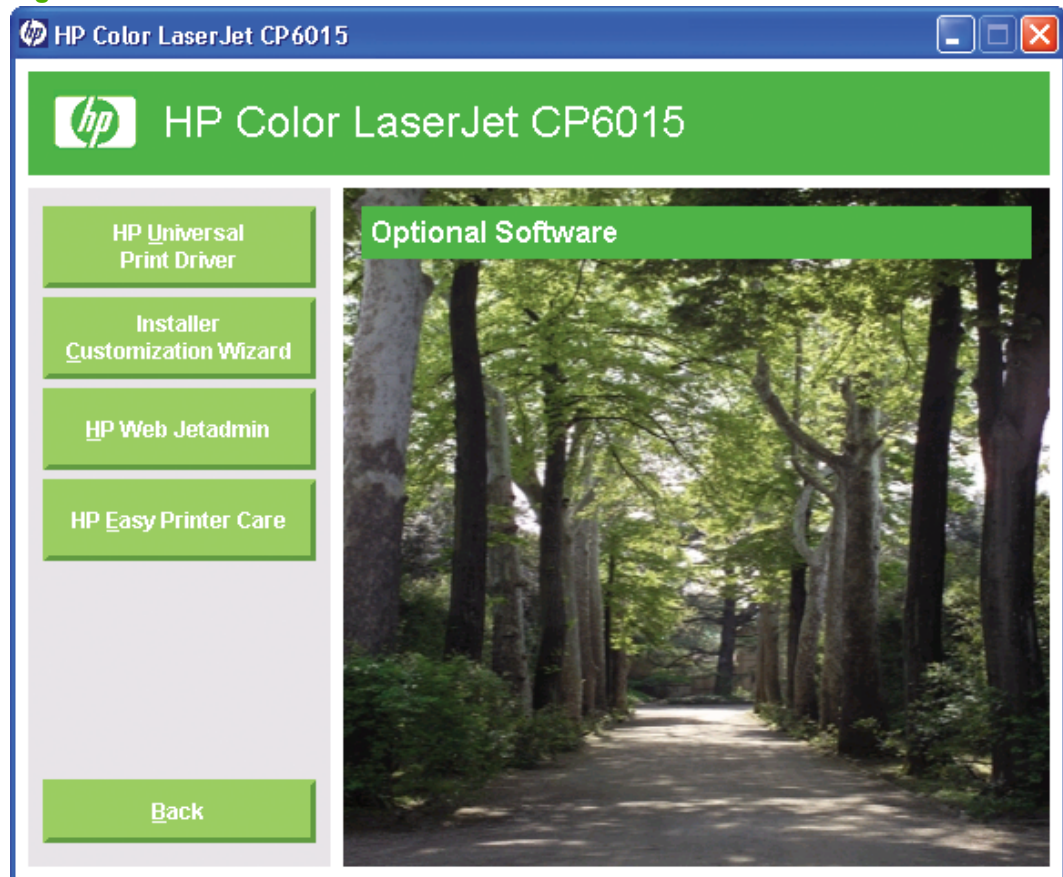 HP Color LaserJet CP6015
hp HP Color LaserJet CP6015
HP Universal
Print Driver
Installer
Customization Wizard
HP Web Jetadmin
HP Easy Printer Care
Back
Optional Software